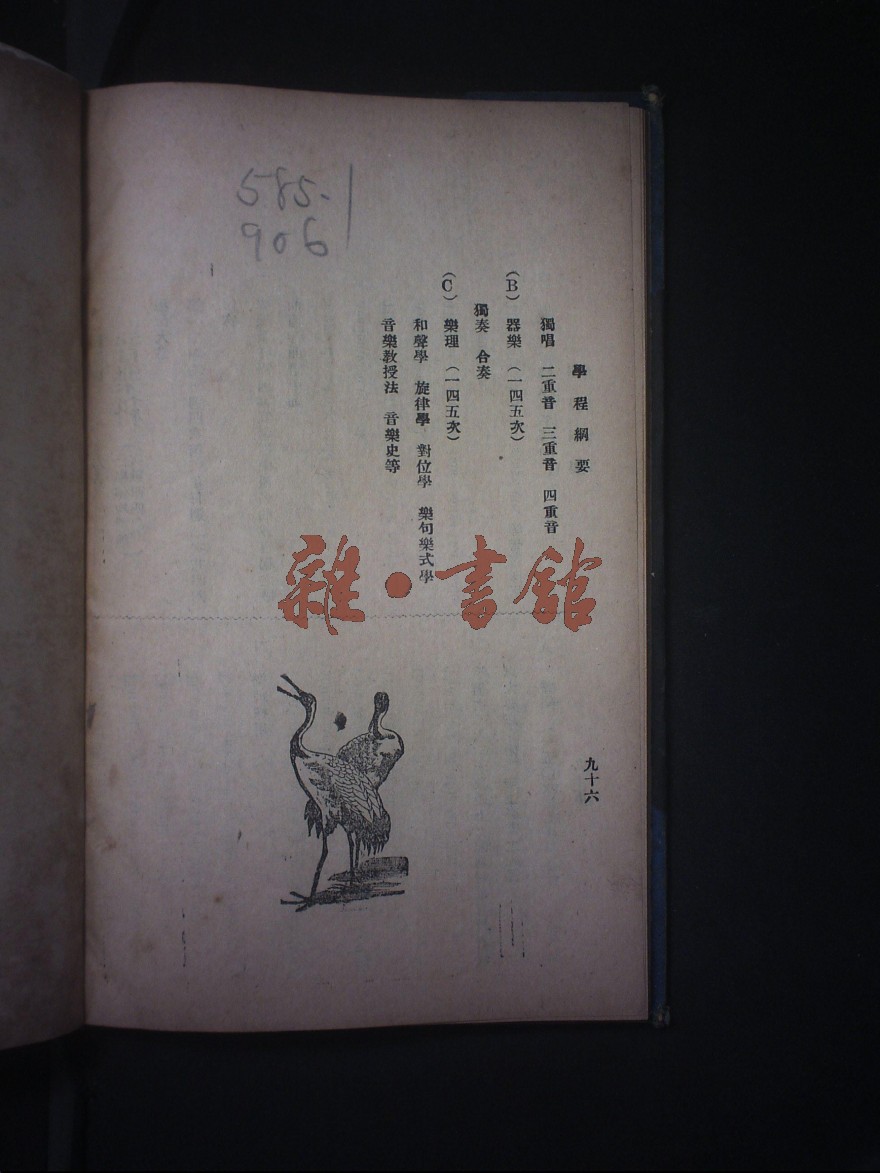 585.1
906
學程綱要
獨唱 二重音 三重音 四重音
(B) 器樂 (一四五次)
獨奏 合奏
(C) 樂理 (一四五次)
和聲學 旋律學 對位學 樂句樂式學
音樂教授法 音樂史等
九十六
雜·書館